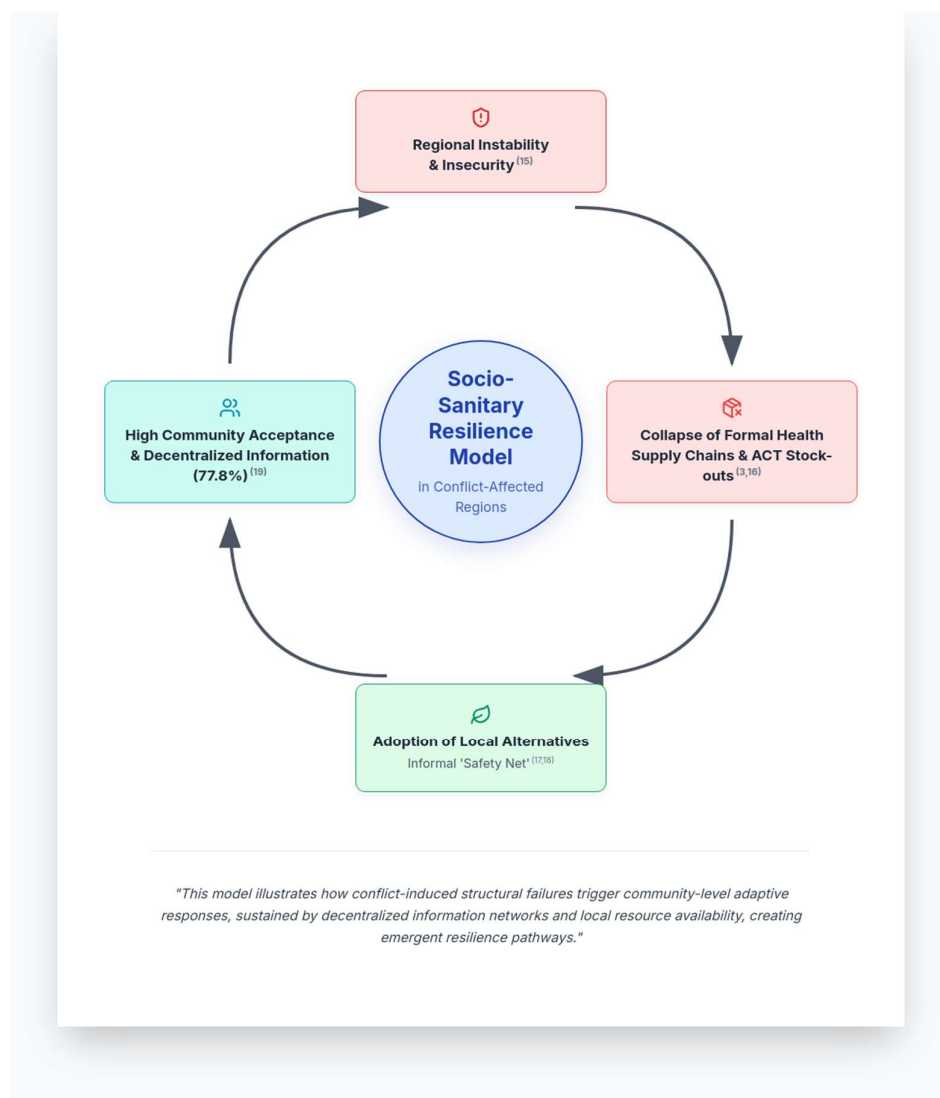 Regional Instability
& Insecurity (15)
High Community Acceptance
& Decentralized Information
(77.8%) (19)
Socio-
Sanitary
Resilience
Model
in Conflict-Affected
Regions
Collapse of Formal Health
Supply Chains & ACT Stock-
outs (3,16)
Adoption of Local Alternatives
Informal 'Safety Net' (17,18)
"This model illustrates how conflict-induced structural failures trigger community-level adaptive
responses, sustained by decentralized information networks and local resource availability, creating
emergent resilience pathways."